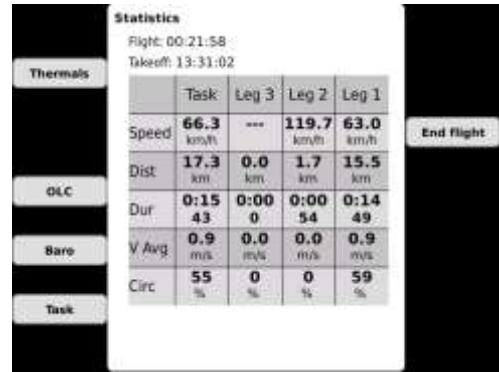 Statistics
Flight: 00:21:58
Takeoff: 13:31:02
Thermals
OLC
Baro
Task
End flight
Task Leg 3 Leg 2 Leg 1
Speed 66.3 km/h --- 119.7 km/h 63.0 km/h
Dist 17.3 km 0.0 km 1.7 km 15.5 km
Dur 0:15 43 0:00 0 0:00 54 0:14 49
V Avg 0.9 m/s 0.0 m/s 0.0 m/s 0.9 m/s
Circ 55 % 0 % 0 % 59 %